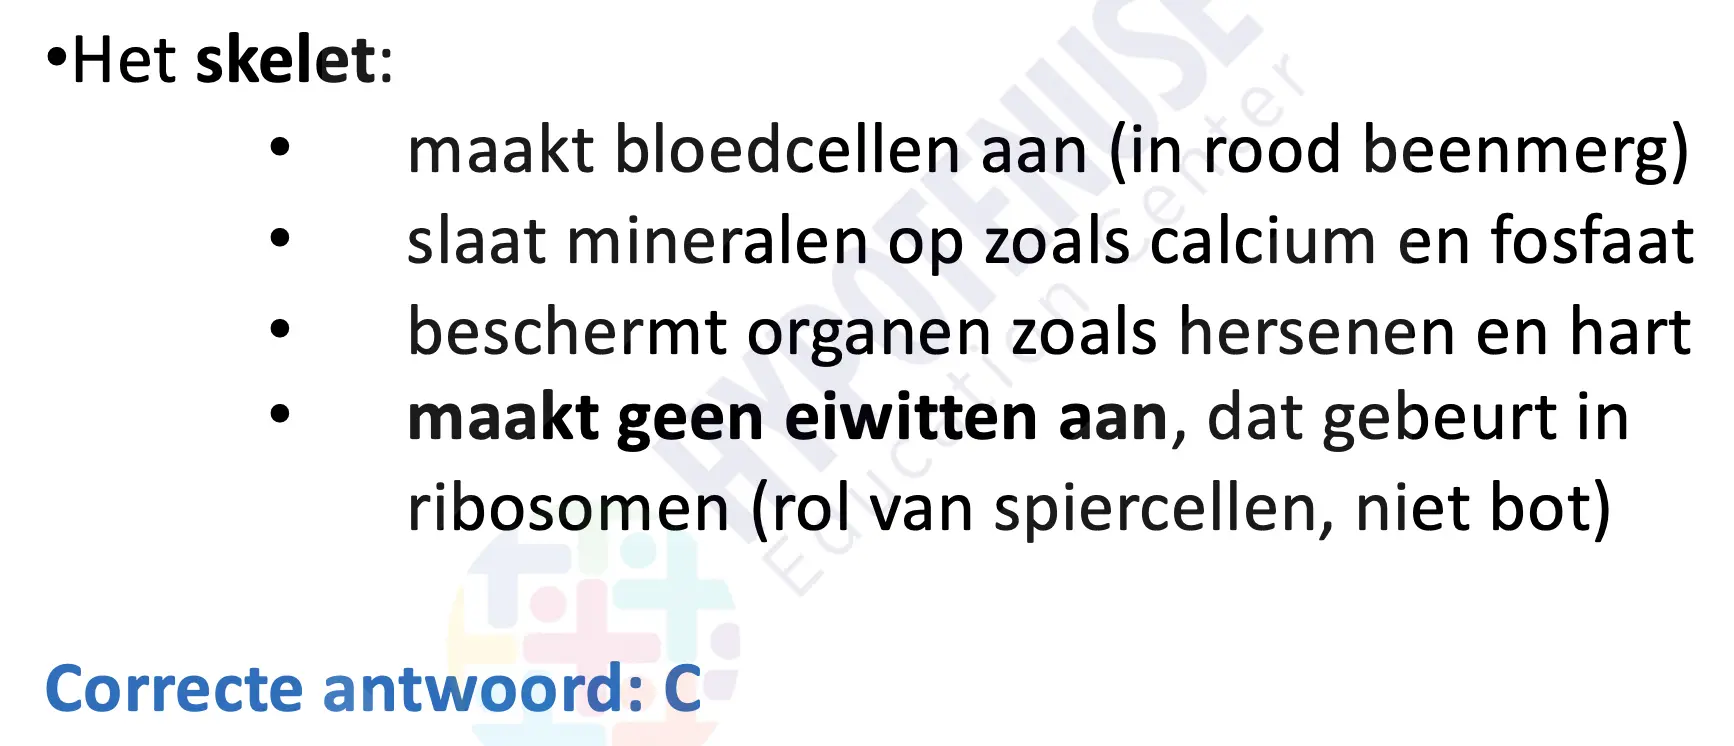 •Het skelet:
• maakt bloedcellen aan (in rood beenmerg)
• slaat mineralen op zoals calcium en fosfaat
• beschermt organen zoals hersenen en hart
• maakt geen eiwitten aan, dat gebeurt in
ribosomen (rol van spiercellen, niet bot)
Correcte antwoord: C
HYPOTENUSE
Education Center